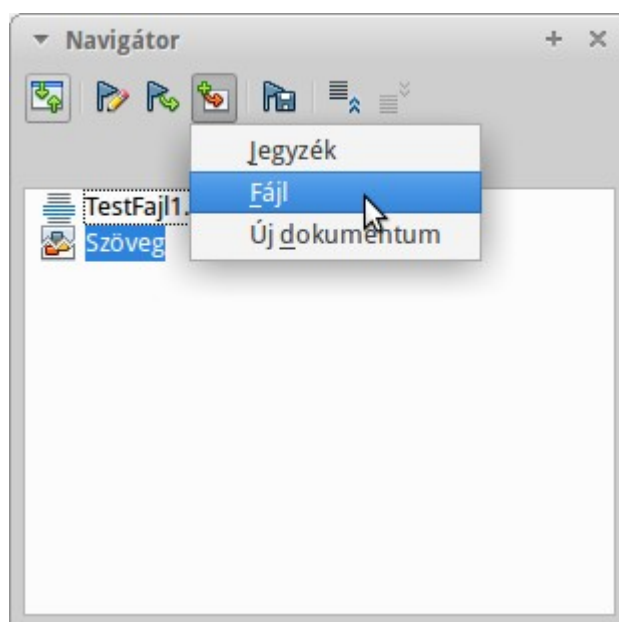 Navigátor
Jegyzék
Fájl
Új dokumentum
TestFajl1.
Szöveg